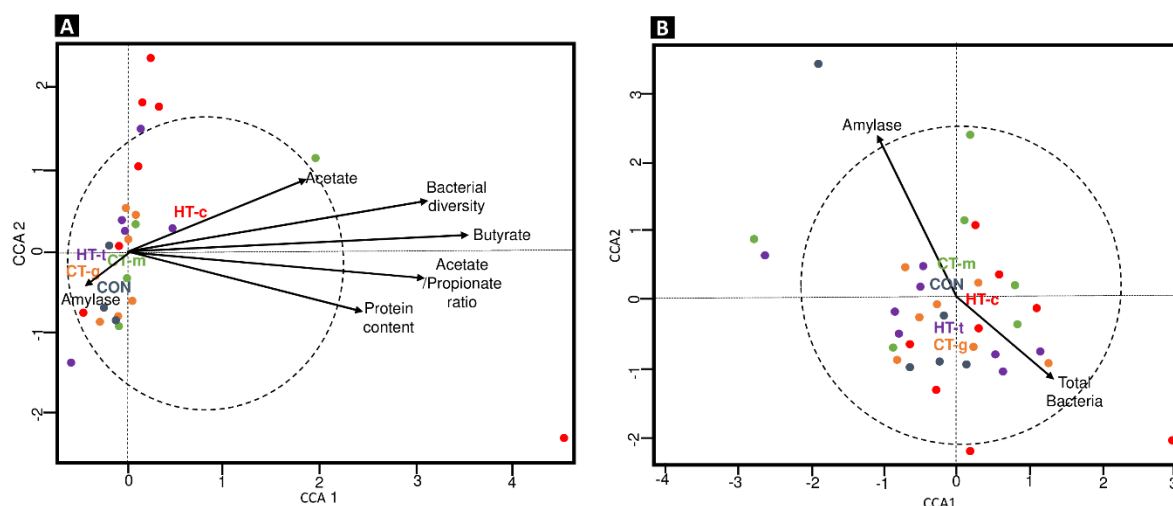 A
CCA 2
2
1
0
-1
-2
Acetate
Bacterial
diversity
HT-c
Butyrate
HT-t
CT-m
CT-g
Acetate
/Propionate
ratio
Amylase
CON
Protein
content
0
1
2
3
4
CCA 1
B
CCA2
3
2
1
0
-1
-2
Amylase
CT-m
CON
HT-c
HT-t
CT-g
Total
Bacteria
-4
-3
-2
-1
0
1
2
3
CCA1